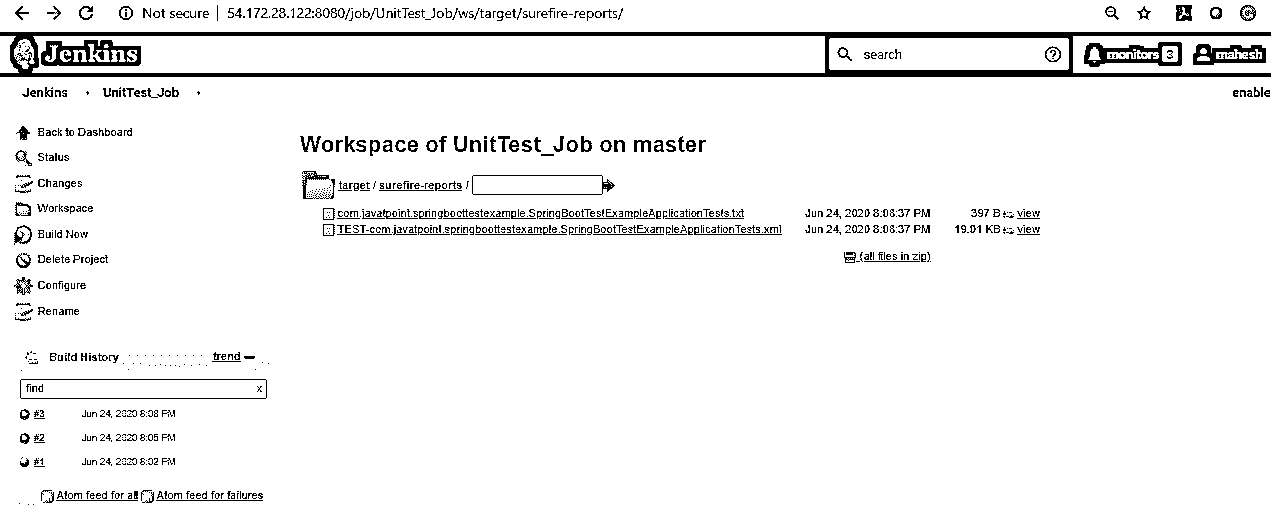 Not secure | 54.172.28.122:8080/job/UnitTest_Job/ws/target/surefire-reports/
Jenkins search monitors 3 mahesh
Jenkins UnitTest_Job enable
Back to Dashboard
Status
Changes
Workspace
Build Now
Delete Project
Configure
Rename
Workspace of UnitTest_Job on master
target / surefire-reports /
com.javatpoint.springboottestexample.SpringBootTestExampleApplicationTests.txt Jun 24, 2020 8:08:37 PM 397 B view
TEST-com.javatpoint.springboottestexample.SpringBootTestExampleApplicationTests.xml Jun 24, 2020 8:08:37 PM 19.01 KB view
(all files in zip)
Build History trend
find x
#3 Jun 24, 2020 8:08 PM
#2 Jun 24, 2020 8:05 PM
#1 Jun 24, 2020 8:02 PM
Atom feed for all Atom feed for failures